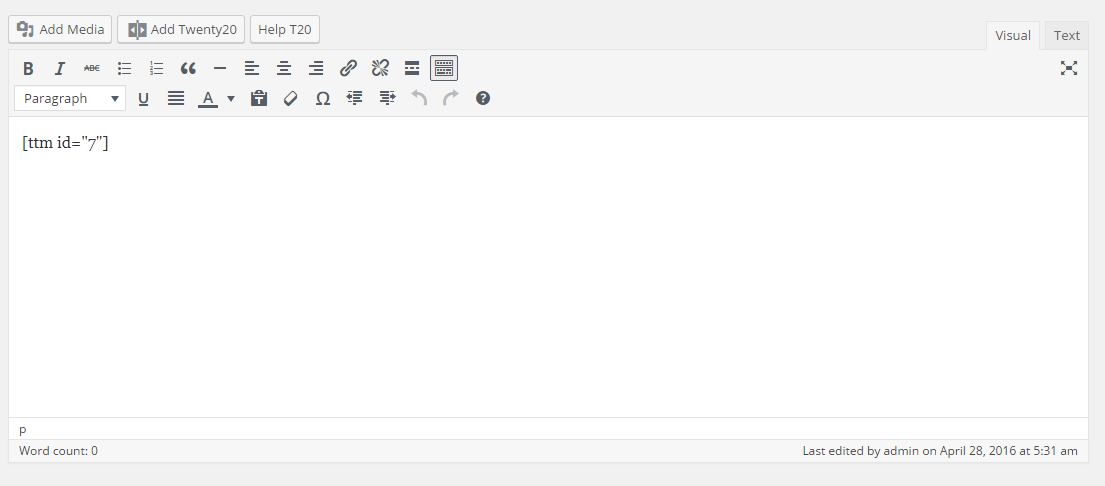 Add Media Add Twenty20 Help T20
Visual Text
B I ABC
Paragraph U A Ω ?
[ttm id="7"]
p
Word count: 0 Last edited by admin on April 28, 2016 at 5:31 am